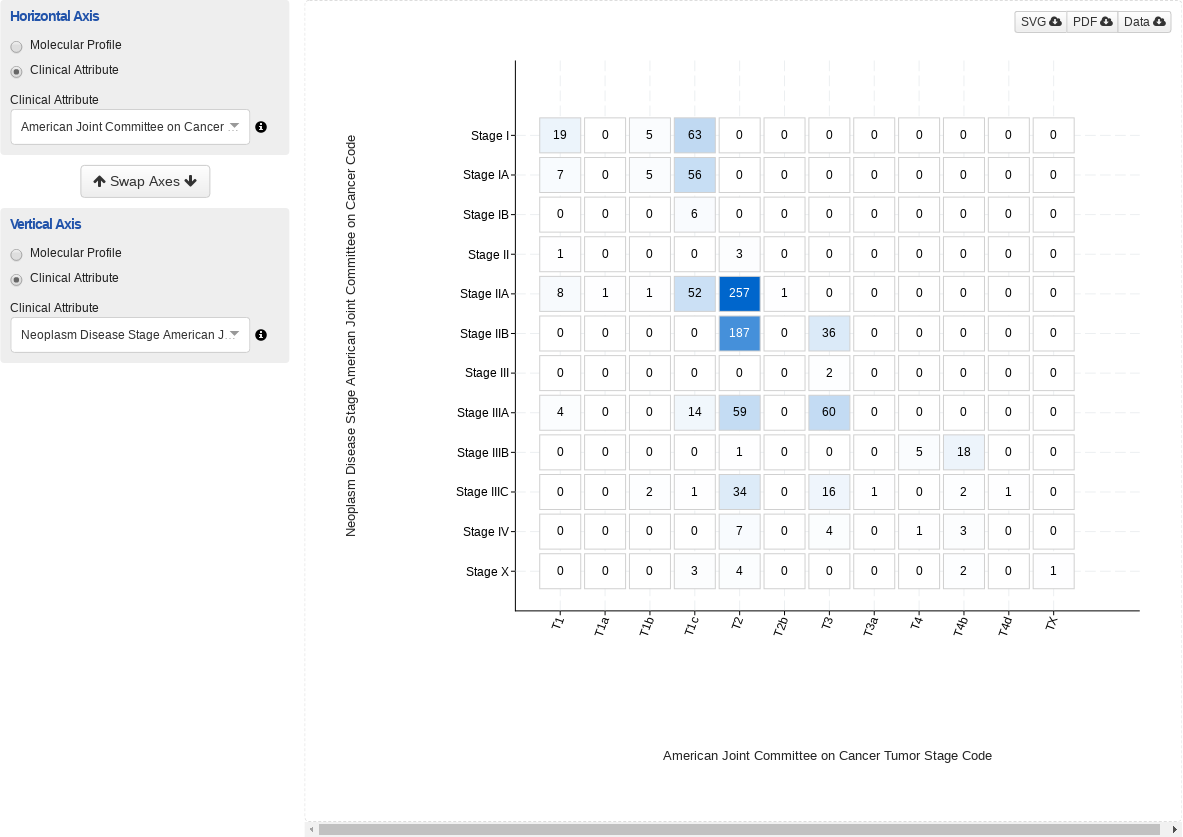 Horizontal Axis
Molecular Profile
Clinical Attribute
Clinical Attribute
American Joint Committee on Cancer ...
Swap Axes
Vertical Axis
Molecular Profile
Clinical Attribute
Clinical Attribute
Neoplasm Disease Stage American J...
SVG PDF Data
Neoplasm Disease Stage American Joint Committee on Cancer Code
Stage I 19 0 5 63 0 0 0 0 0 0 0 0
Stage IA 7 0 5 56 0 0 0 0 0 0 0 0
Stage IB 0 0 0 6 0 0 0 0 0 0 0 0
Stage II 1 0 0 0 3 0 0 0 0 0 0 0
Stage IIA 8 1 1 52 257 1 0 0 0 0 0 0
Stage IIB 0 0 0 0 187 0 36 0 0 0 0 0
Stage III 0 0 0 0 0 0 2 0 0 0 0 0
Stage IIIA 4 0 0 14 59 0 60 0 0 0 0 0
Stage IIIB 0 0 0 0 1 0 0 0 5 18 0 0
Stage IIIC 0 0 2 1 34 0 16 1 0 2 1 0
Stage IV 0 0 0 0 7 0 4 0 1 3 0 0
Stage X 0 0 0 3 4 0 0 0 0 2 0 1
T1 T1a T1b T1c T2 T2b T3 T3a T4 T4b T4d TX
American Joint Committee on Cancer Tumor Stage Code